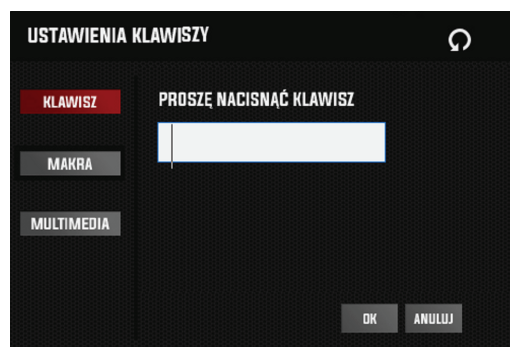 USTAWIENIA KLAWISZY
KLAWISZ
PROSZĘ NACISNĄĆ KLAWISZ
MAKRA
MULTIMEDIA
OK
ANULUJ